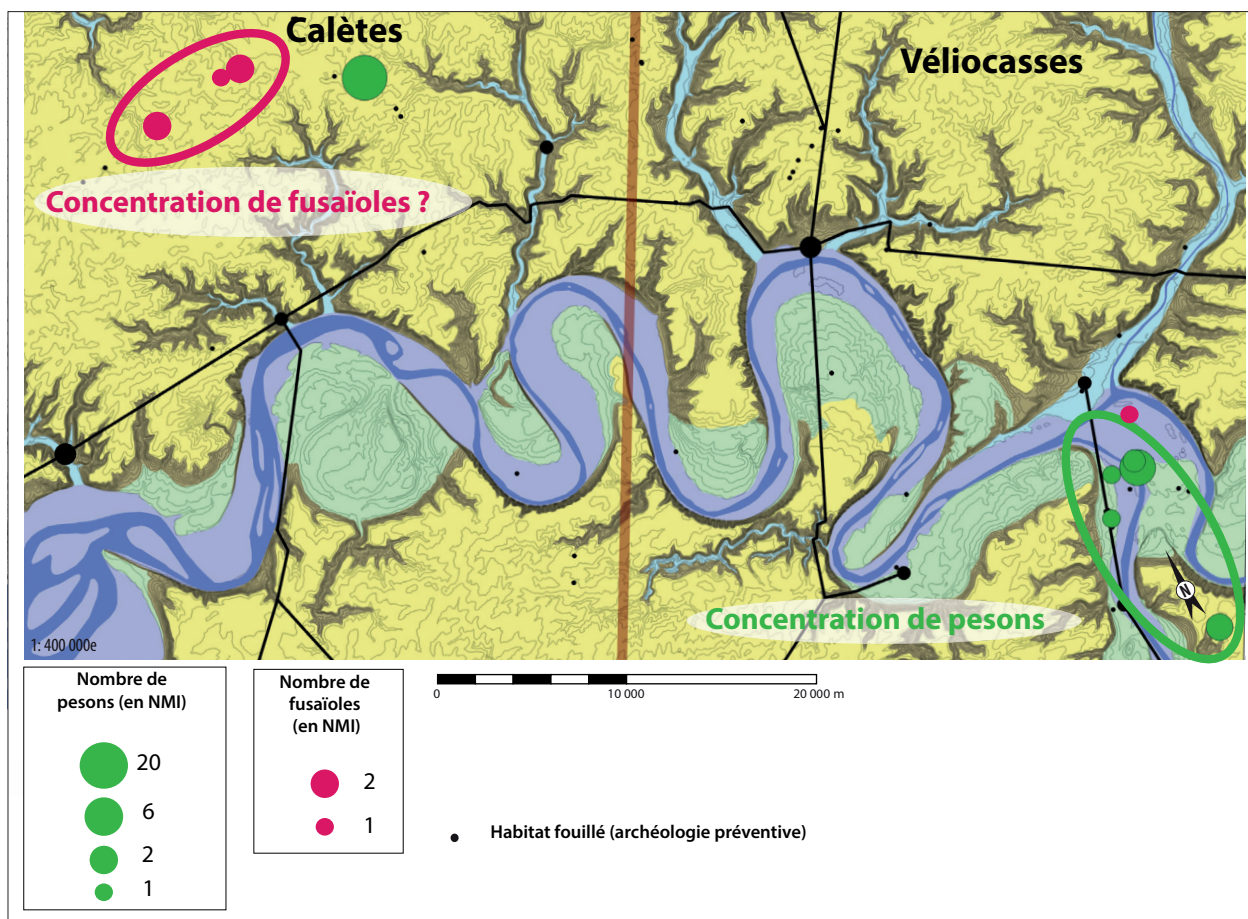 Calètes
Véliocasses
Concentration de fusaïoles ?
N
Concentration de pesons
1: 400 000e
Nombre de
pesons (en NMI)
20
6
2
1
Nombre de
fusaïoles
(en NMI)
2
1
0
10 000
20 000 m
Habitat fouillé (archéologie préventive)